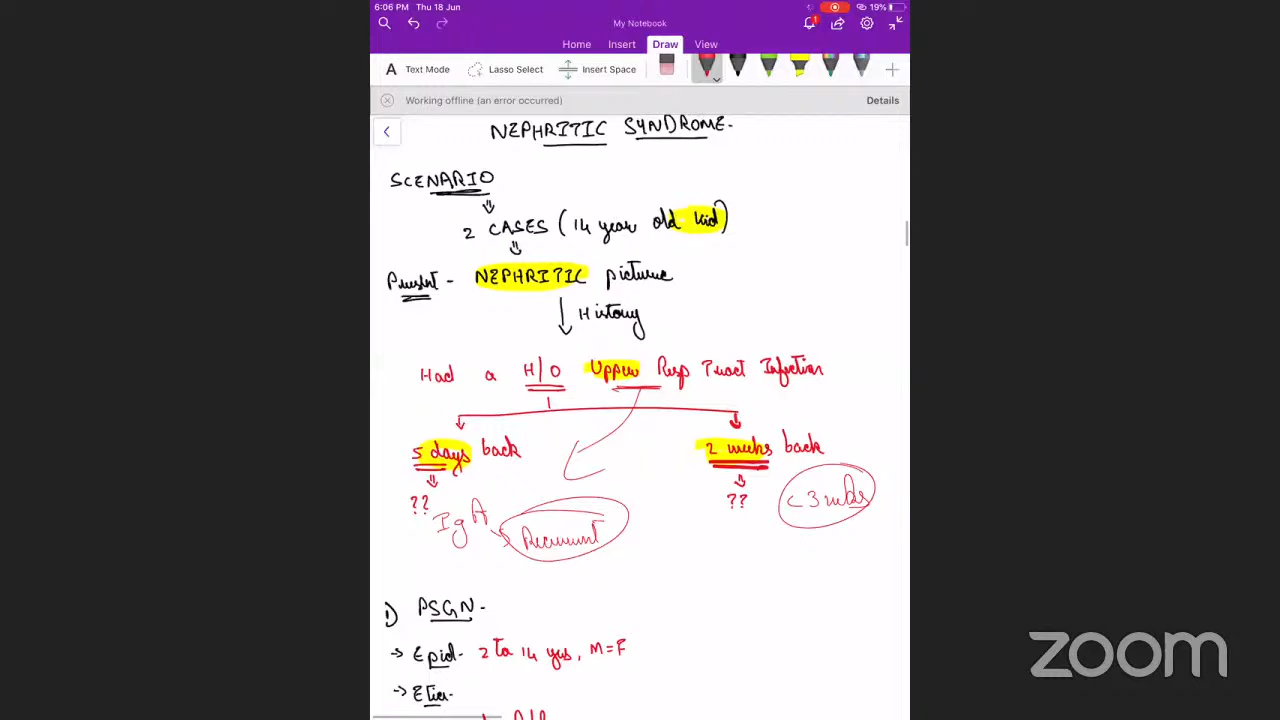 6:06 PM Thu 18 Jun
19%
My Notebook
1
Home Insert Draw View
A Text Mode Lasso Select Insert Space
Working offline (an error occurred) Details
NEPHRITIC SYNDROME-
SCENARIO
2 CASES (14 year old kid)
Present - NEPHRITIC picture
History
Had a H/O Upper Resp Tract Infection
5 days back 2 weeks back
?? ?? <3 wks
IgA
Recurrent
1) PSGN-
→ Epid- 2 to 14 yrs, M=F
→ Etio-
zoom